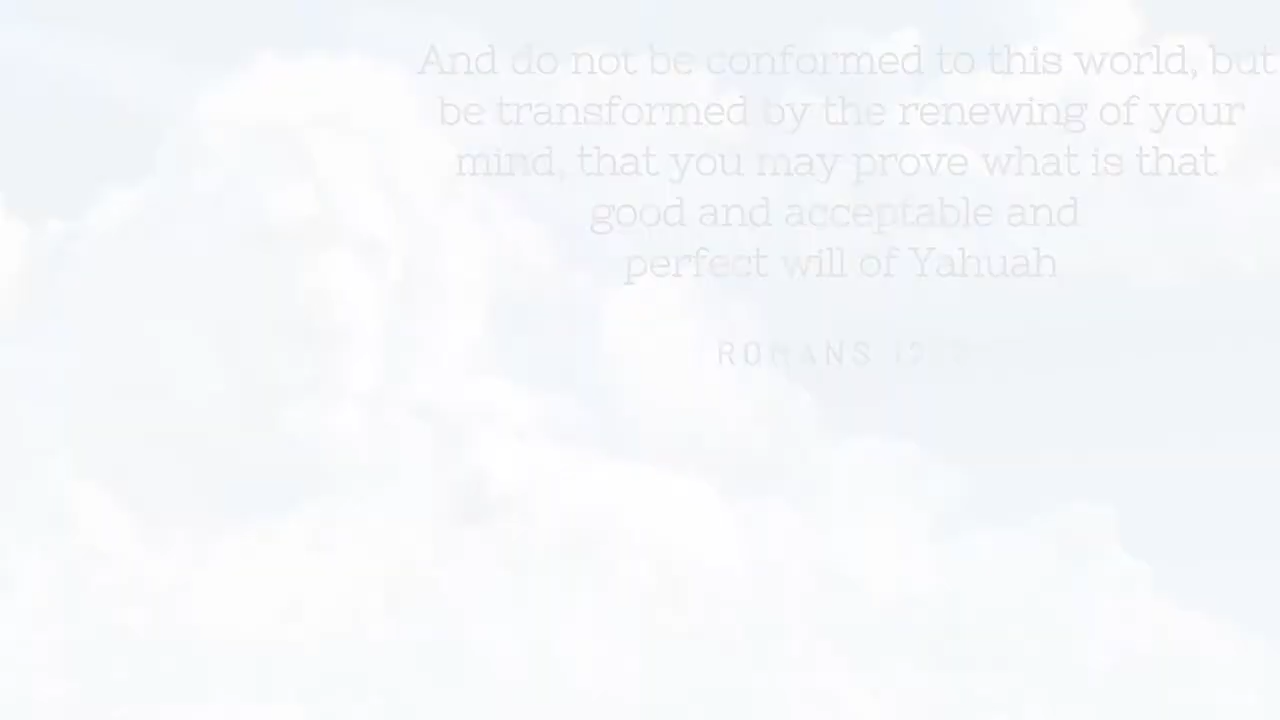 And do not be conformed to this world, but
be transformed by the renewing of your
mind, that you may prove what is that
good and acceptable and
perfect will of Yahuah
ROMANS